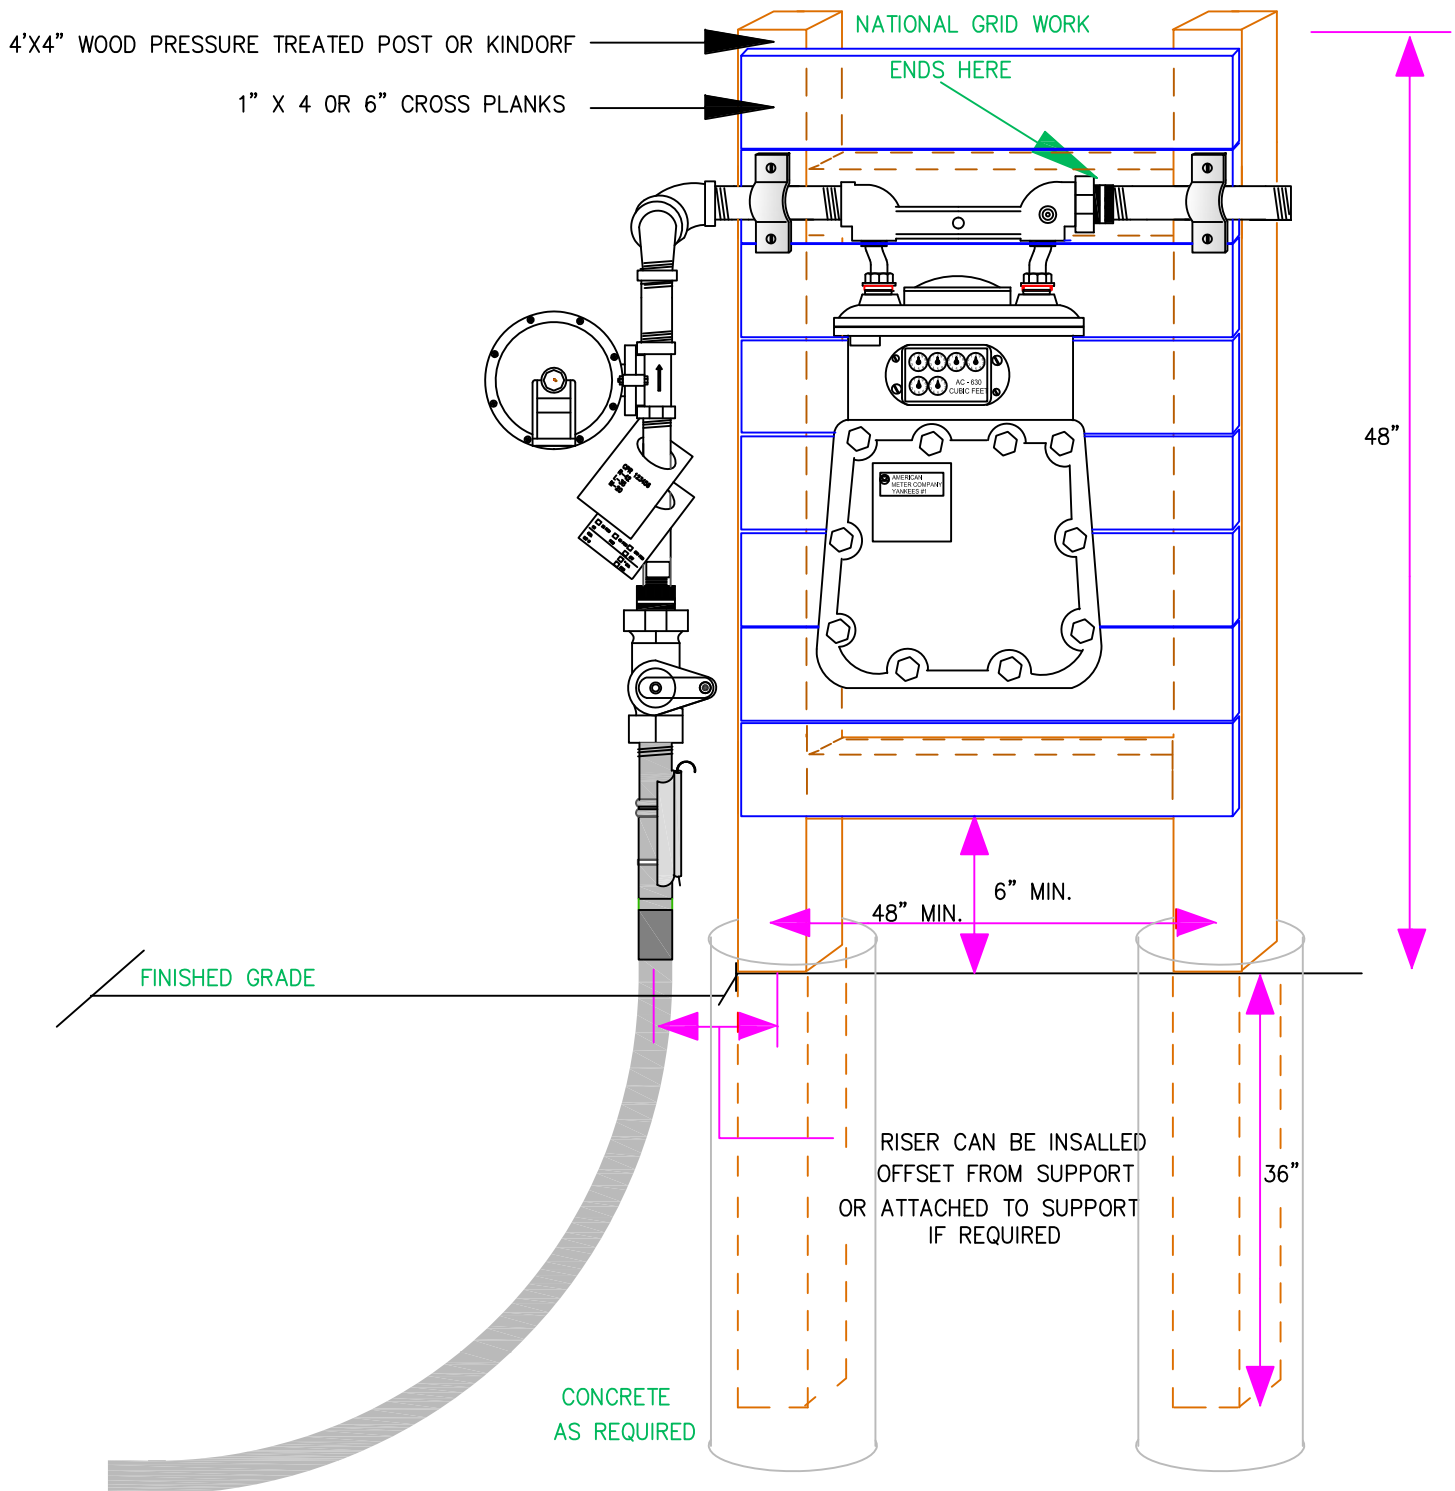 4'X4" WOOD PRESSURE TREATED POST OR KINDORF
1" X 4 OR 6" CROSS PLANKS
NATIONAL GRID WORK
ENDS HERE
48"
AC - 630
CUBIC FEET
AMERICAN
METER COMPANY
YANKEES #1
6" MIN.
48" MIN.
FINISHED GRADE
RISER CAN BE INSALLED
OFFSET FROM SUPPORT
OR ATTACHED TO SUPPORT
IF REQUIRED
36"
CONCRETE
AS REQUIRED